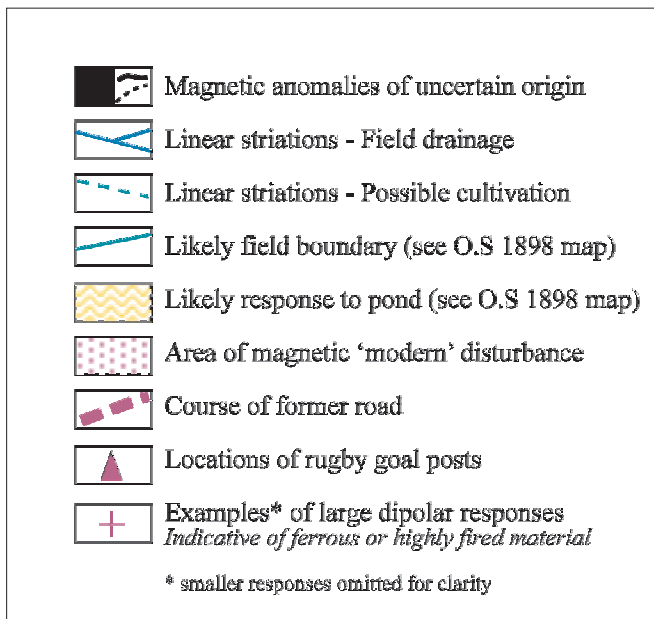 Magnetic anomalies of uncertain origin
Linear striations - Field drainage
Linear striations - Possible cultivation
Likely field boundary (see O.S 1898 map)
Likely response to pond (see O.S 1898 map)
Area of magnetic ‘modern’ disturbance
Course of former road
Locations of rugby goal posts
Examples* of large dipolar responses
Indicative of ferrous or highly fired material
* smaller responses omitted for clarity